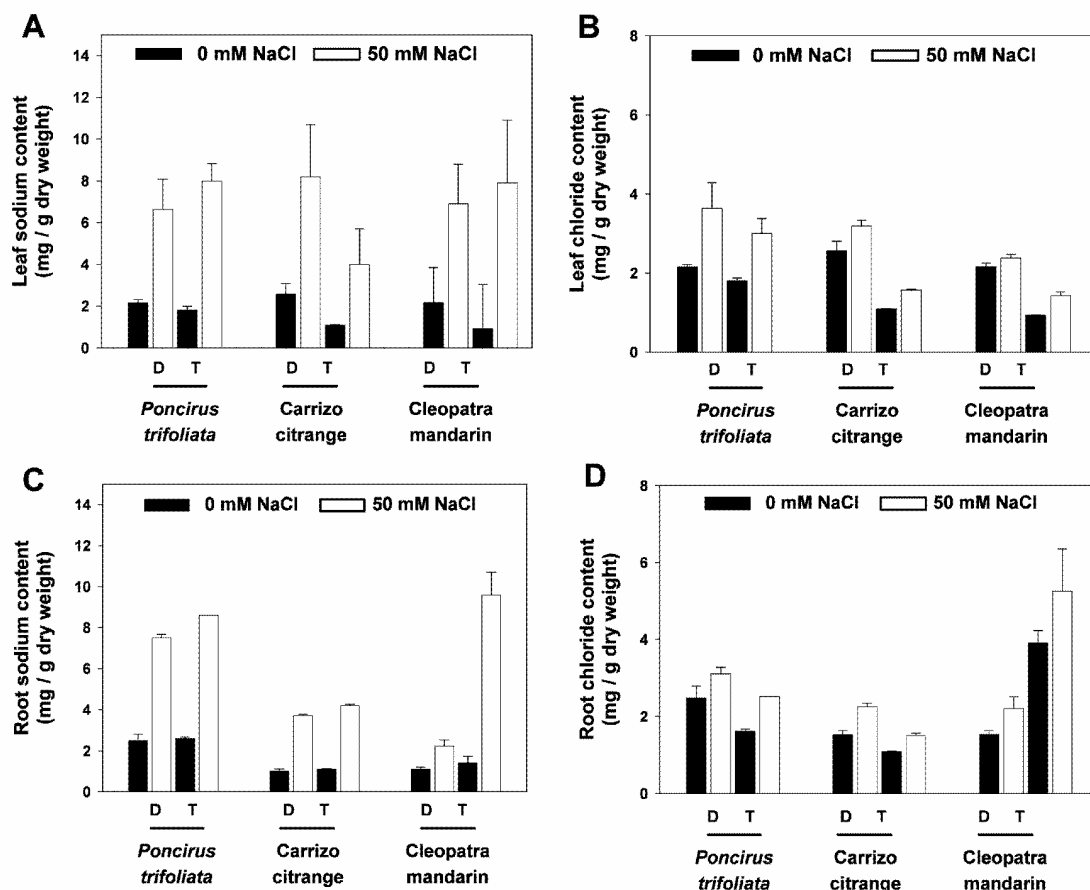 A
0 mM NaCl 50 mM NaCl
Leaf sodium content
(mg / g dry weight)
14
12
10
8
6
4
2
0
D T D T D T
Poncirus trifoliata
Carrizo citrange
Cleopatra mandarin
B
0 mM NaCl 50 mM NaCl
Leaf chloride content
(mg / g dry weight)
8
6
4
2
0
D T D T D T
Poncirus trifoliata
Carrizo citrange
Cleopatra mandarin
C
0 mM NaCl 50 mM NaCl
Root sodium content
(mg / g dry weight)
14
12
10
8
6
4
2
0
D T D T D T
Poncirus trifoliata
Carrizo citrange
Cleopatra mandarin
D
0 mM NaCl 50 mM NaCl
Root chloride content
(mg / g dry weight)
8
6
4
2
0
D T D T D T
Poncirus trifoliata
Carrizo citrange
Cleopatra mandarin